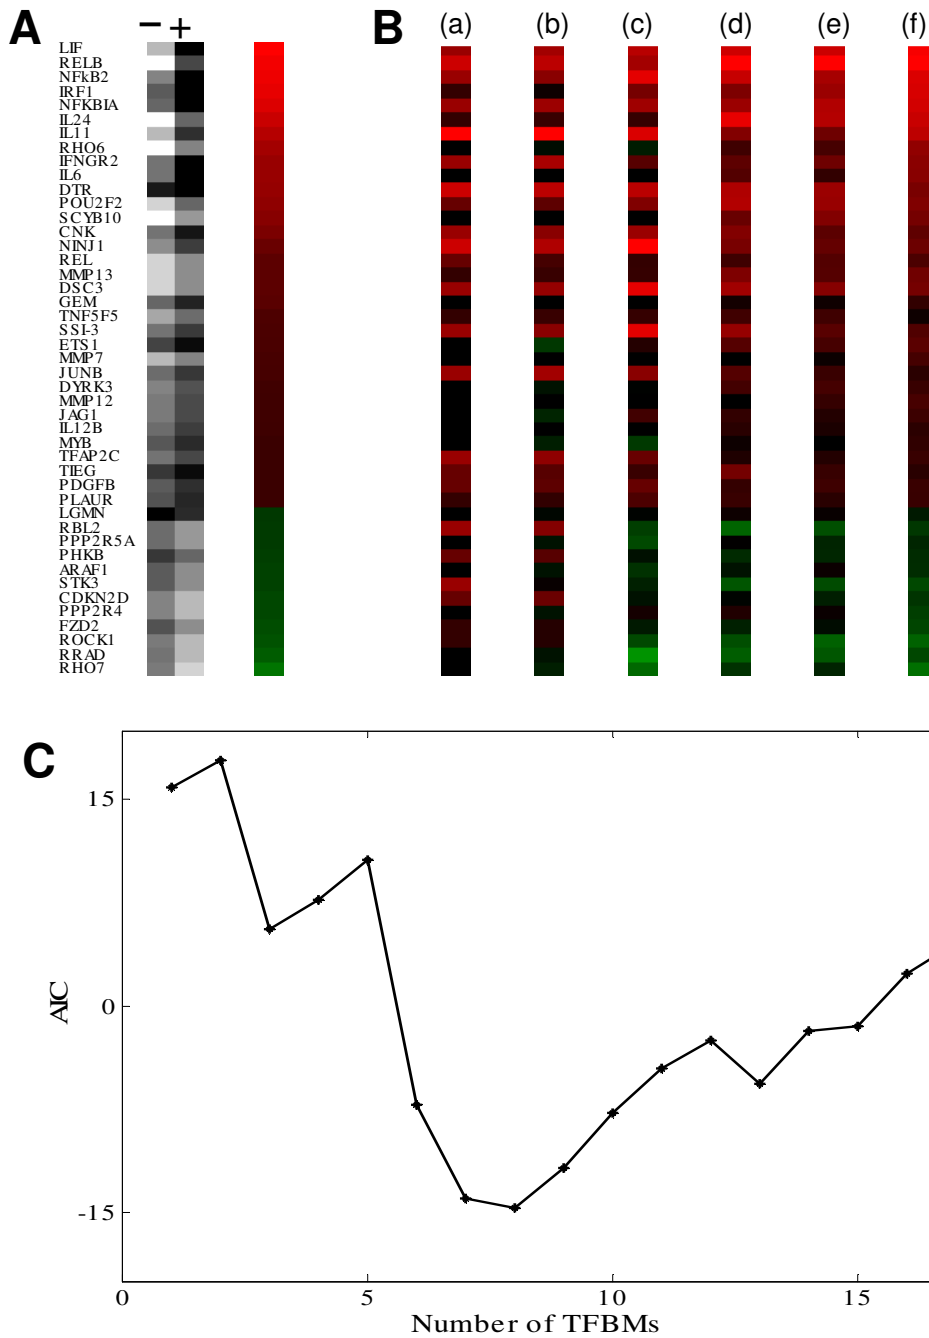 A
− +
B
(a) (b) (c) (d) (e) (f)
LIF
RELB
NFkB2
IRF1
NFKBIA
IL24
IL11
RHO6
IFNGR2
IL6
DTR
POU2F2
SCYB10
CNK
NINJ1
REL
MMP13
DSC3
GEM
TNF5F5
SSI-3
ETS1
MMP7
JUNB
DYRK3
MMP12
JAG1
IL12B
MYB
TFAP2C
TIEG
PDGFB
PLAUR
LGMN
RBL2
PPP2R5A
PHKB
ARAF1
STK3
CDKN2D
PPP2R4
FZD2
ROCK1
RRAD
RHO7
C
15
0
-15
AIC
0 5 10 15
Number of TFBMs